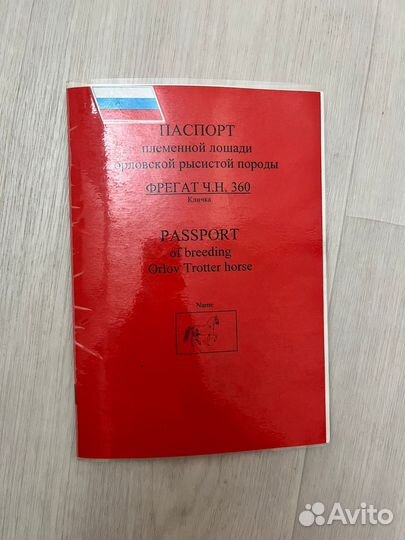 ПАСПОРТ
племенной лошади
орловской рысистой породы
ФРЕГАТ Ч.Н. 360
Кличка
PASSPORT
of breeding
Orlov Trotter horse
Name
Avito